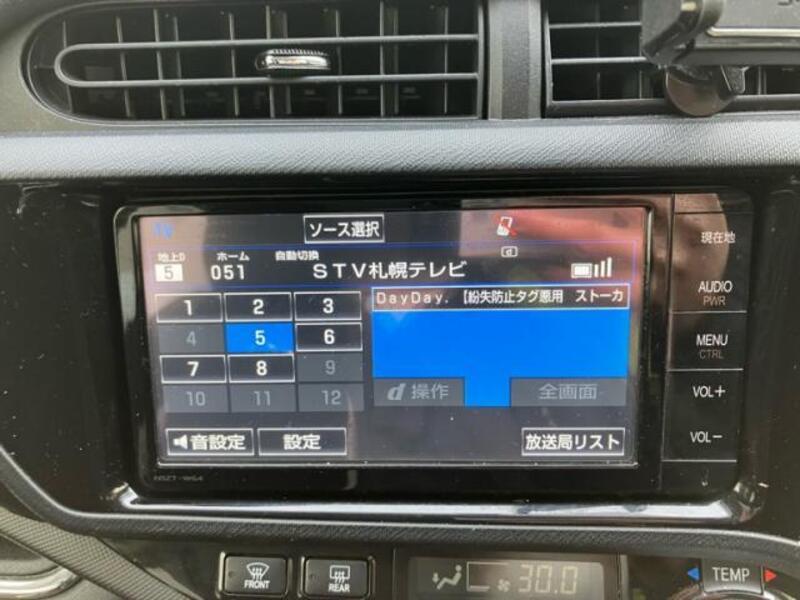 TV
ソース選択
地上D ホーム 自動切換
5 051 STV札幌テレビ
現在地
1 2 3
DayDay. 【紛失防止タグ悪用 ストーカ
AUDIO
PWR
4 5 6
MENU
CTRL
7 8 9
10 11 12
d 操作 全画面
VOL+
音設定 設定 放送局リスト
VOL−
NSZT-W64
FRONT
REAR
30.0
TEMP